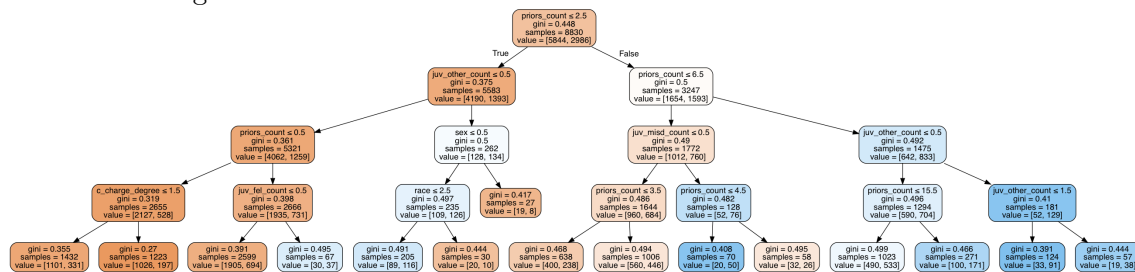 priors_count ≤ 2.5
gini = 0.448
samples = 8830
value = [5844, 2986]
True
False
juv_other_count ≤ 0.5
gini = 0.375
samples = 5583
value = [4190, 1393]
priors_count ≤ 6.5
gini = 0.5
samples = 3247
value = [1654, 1593]
priors_count ≤ 0.5
gini = 0.361
samples = 5321
value = [4062, 1259]
sex ≤ 0.5
gini = 0.5
samples = 262
value = [128, 134]
juv_misd_count ≤ 0.5
gini = 0.49
samples = 1772
value = [1012, 760]
juv_other_count ≤ 0.5
gini = 0.492
samples = 1475
value = [642, 833]
c_charge_degree ≤ 1.5
gini = 0.319
samples = 2655
value = [2127, 528]
juv_fel_count ≤ 0.5
gini = 0.398
samples = 2666
value = [1935, 731]
race ≤ 2.5
gini = 0.497
samples = 235
value = [109, 126]
gini = 0.417
samples = 27
value = [19, 8]
priors_count ≤ 3.5
gini = 0.486
samples = 1644
value = [960, 684]
priors_count ≤ 4.5
gini = 0.482
samples = 128
value = [52, 76]
priors_count ≤ 15.5
gini = 0.496
samples = 1294
value = [590, 704]
juv_other_count ≤ 1.5
gini = 0.41
samples = 181
value = [52, 129]
gini = 0.355
samples = 1432
value = [1101, 331]
gini = 0.27
samples = 1223
value = [1026, 197]
gini = 0.391
samples = 2599
value = [1905, 694]
gini = 0.495
samples = 67
value = [30, 37]
gini = 0.491
samples = 205
value = [89, 116]
gini = 0.444
samples = 30
value = [20, 10]
gini = 0.468
samples = 638
value = [400, 238]
gini = 0.494
samples = 1006
value = [560, 446]
gini = 0.408
samples = 70
value = [20, 50]
gini = 0.495
samples = 58
value = [32, 26]
gini = 0.499
samples = 1023
value = [490, 533]
gini = 0.466
samples = 271
value = [100, 171]
gini = 0.391
samples = 124
value = [33, 91]
gini = 0.444
samples = 57
value = [19, 38]